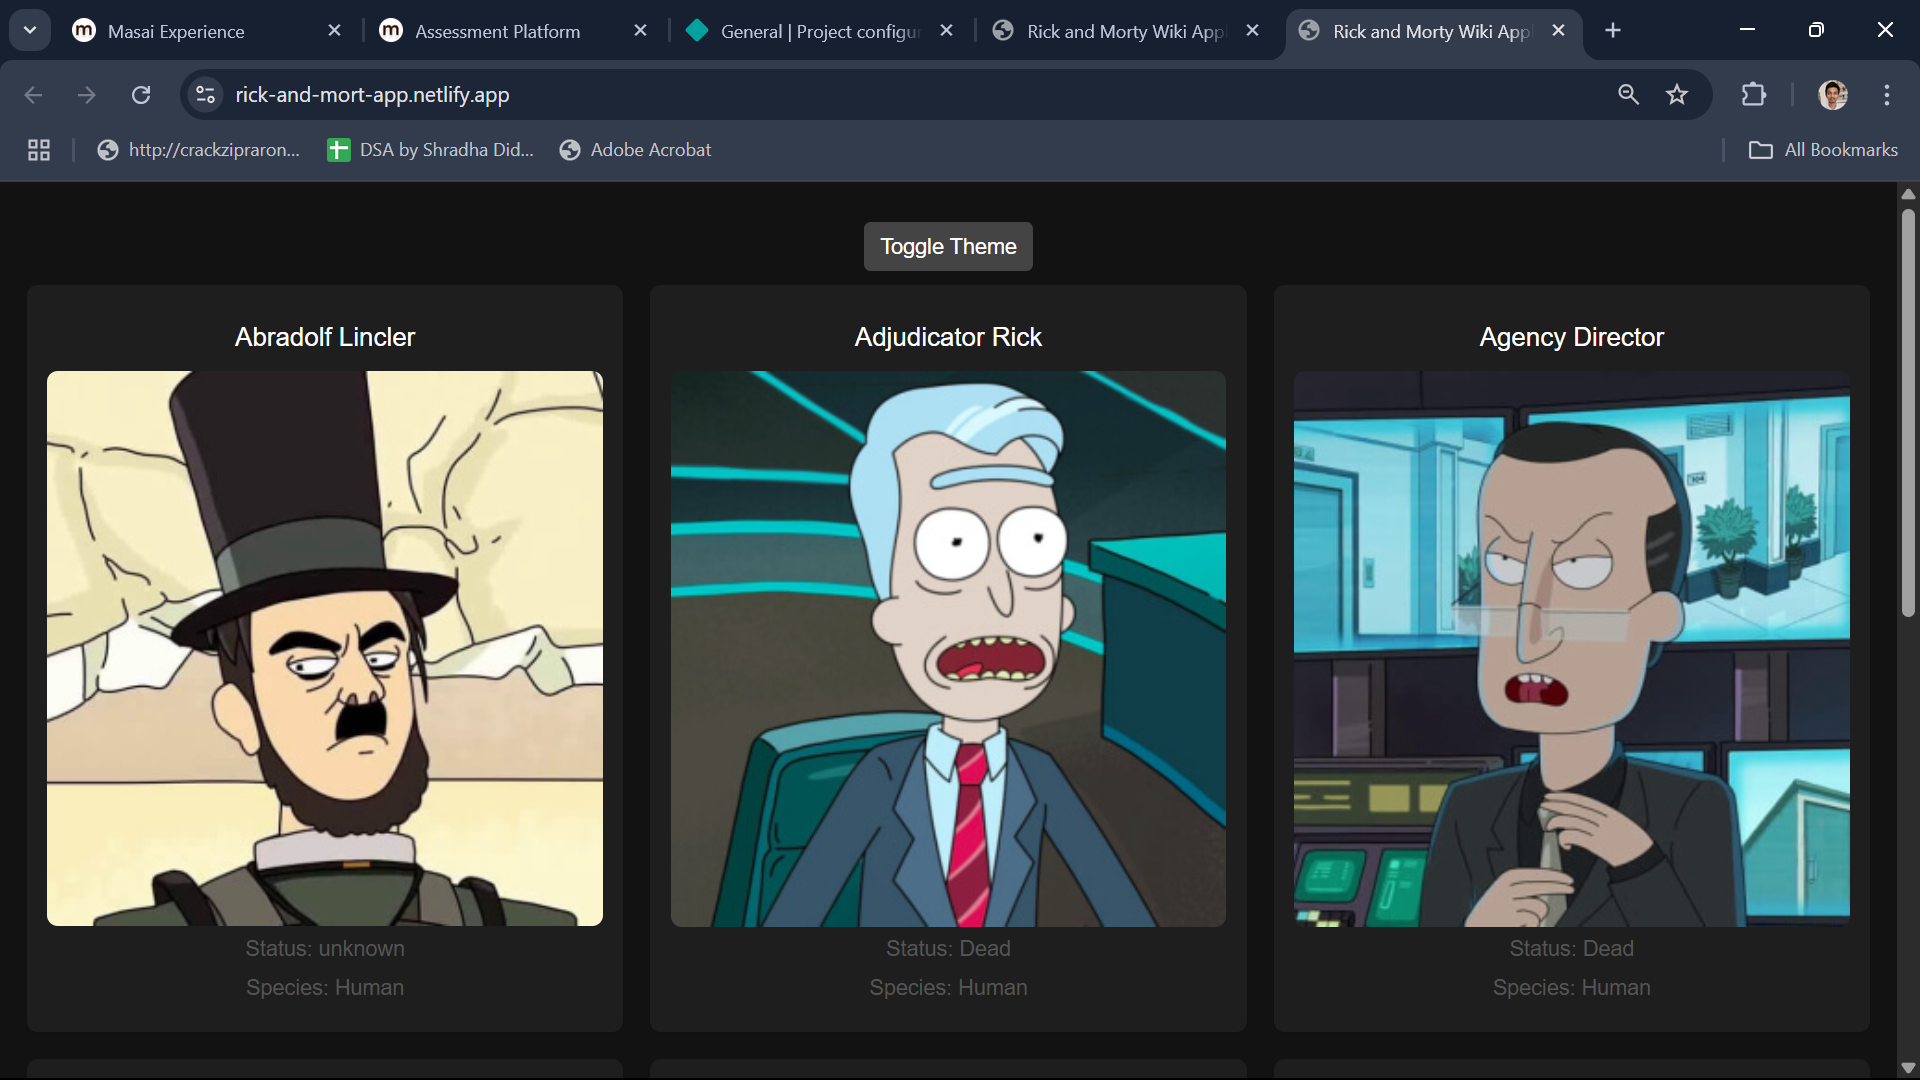 Masai Experience
Assessment Platform
General | Project configu
Rick and Morty Wiki App
Rick and Morty Wiki App
rick-and-mort-app.netlify.app
http://crackzipraron...
DSA by Shradha Did...
Adobe Acrobat
All Bookmarks
Toggle Theme
Abradolf Lincler
Adjudicator Rick
Agency Director
Status: unknown
Species: Human
Status: Dead
Species: Human
Status: Dead
Species: Human